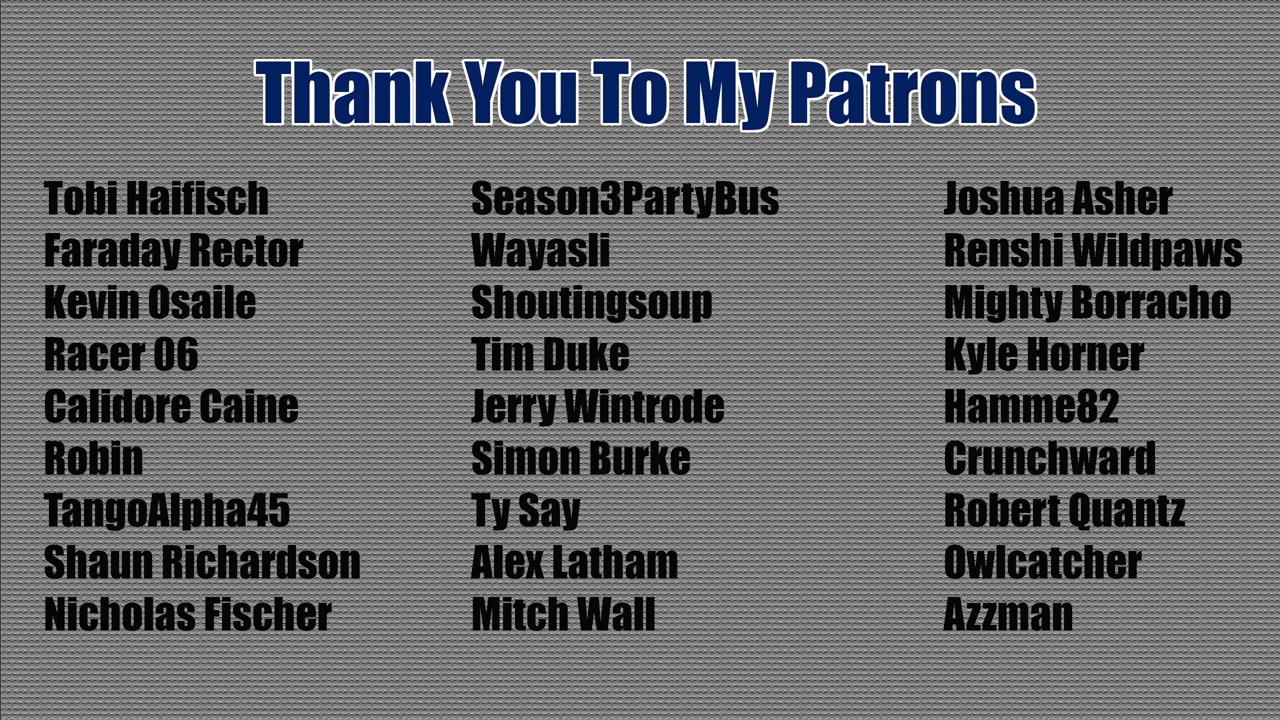 Thank You To My Patrons
Tobi Haifisch
Faraday Rector
Kevin Osaile
Racer 06
Calidore Caine
Robin
TangoAlpha45
Shaun Richardson
Nicholas Fischer
Season3PartyBus
Wayasli
Shoutingsoup
Tim Duke
Jerry Wintrode
Simon Burke
Ty Say
Alex Latham
Mitch Wall
Joshua Asher
Renshi Wildpaws
Mighty Borracho
Kyle Horner
Hamme82
Crunchward
Robert Quantz
Owlcatcher
Azzman